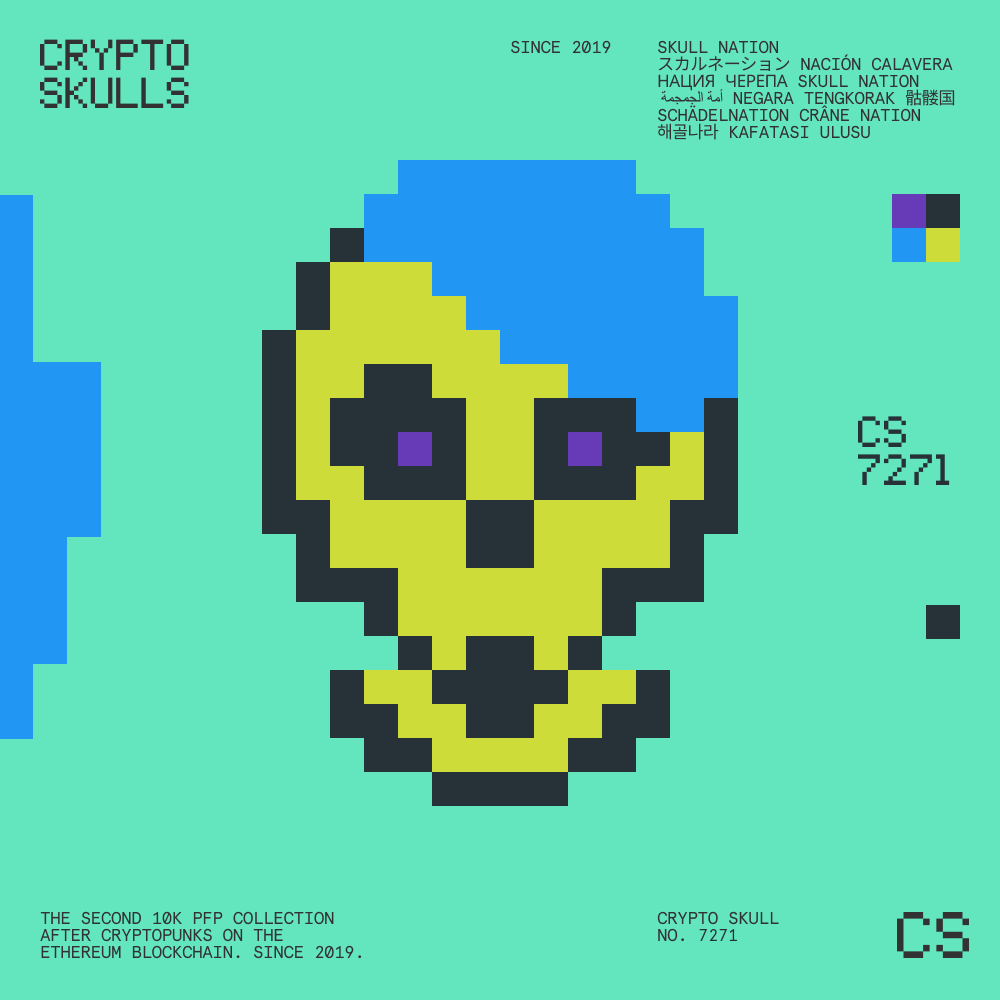 CRYPTO
SKULLS
SINCE 2019
SKULL NATION
スカルネーション NACIÓN CALAVERA
НАЦИЯ ЧЕРЕПА SKULL NATION
أمة الجمجمة NEGARA TENGKORAK 骷髅国
SCHÄDELNATION CRÂNE NATION
해골나라 KAFATASI ULUSU
CS
7271
THE SECOND 10K PFP COLLECTION
AFTER CRYPTOPUNKS ON THE
ETHEREUM BLOCKCHAIN. SINCE 2019.
CRYPTO SKULL
NO. 7271
CS